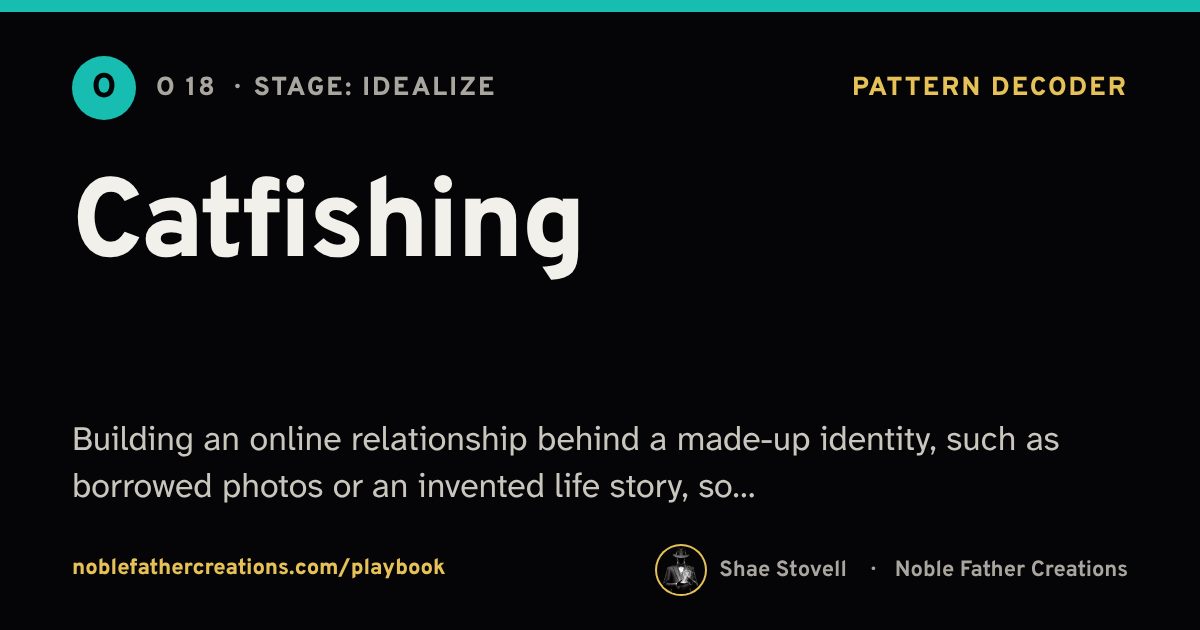 O
O 18 · STAGE: IDEALIZE
PATTERN DECODER
Catfishing
Building an online relationship behind a made-up identity, such as
borrowed photos or an invented life story, so...
noblefathercreations.com/playbook
Shae Stovell · Noble Father Creations